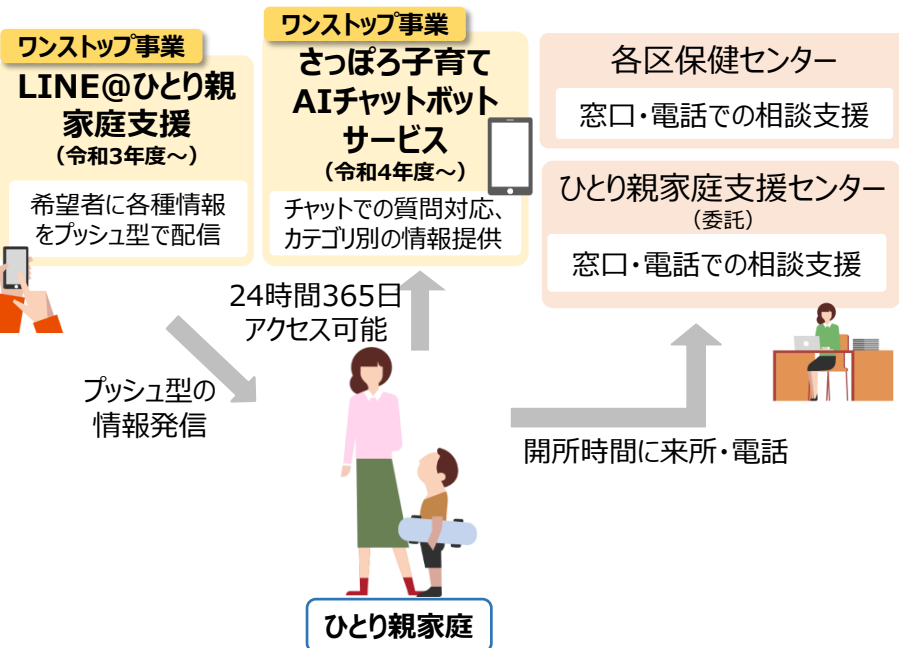 ワンストップ事業
LINE@ひとり親
家庭支援
（令和3年度～）
希望者に各種情報
をプッシュ型で配信
ワンストップ事業
さっぽろ子育て
AIチャットボット
サービス
（令和4年度～）
チャットでの質問対応、
カテゴリ別の情報提供
各区保健センター
窓口・電話での相談支援
ひとり親家庭支援センター
（委託）
窓口・電話での相談支援
24時間365日
アクセス可能
プッシュ型の
情報発信
開所時間に来所・電話
ひとり親家庭